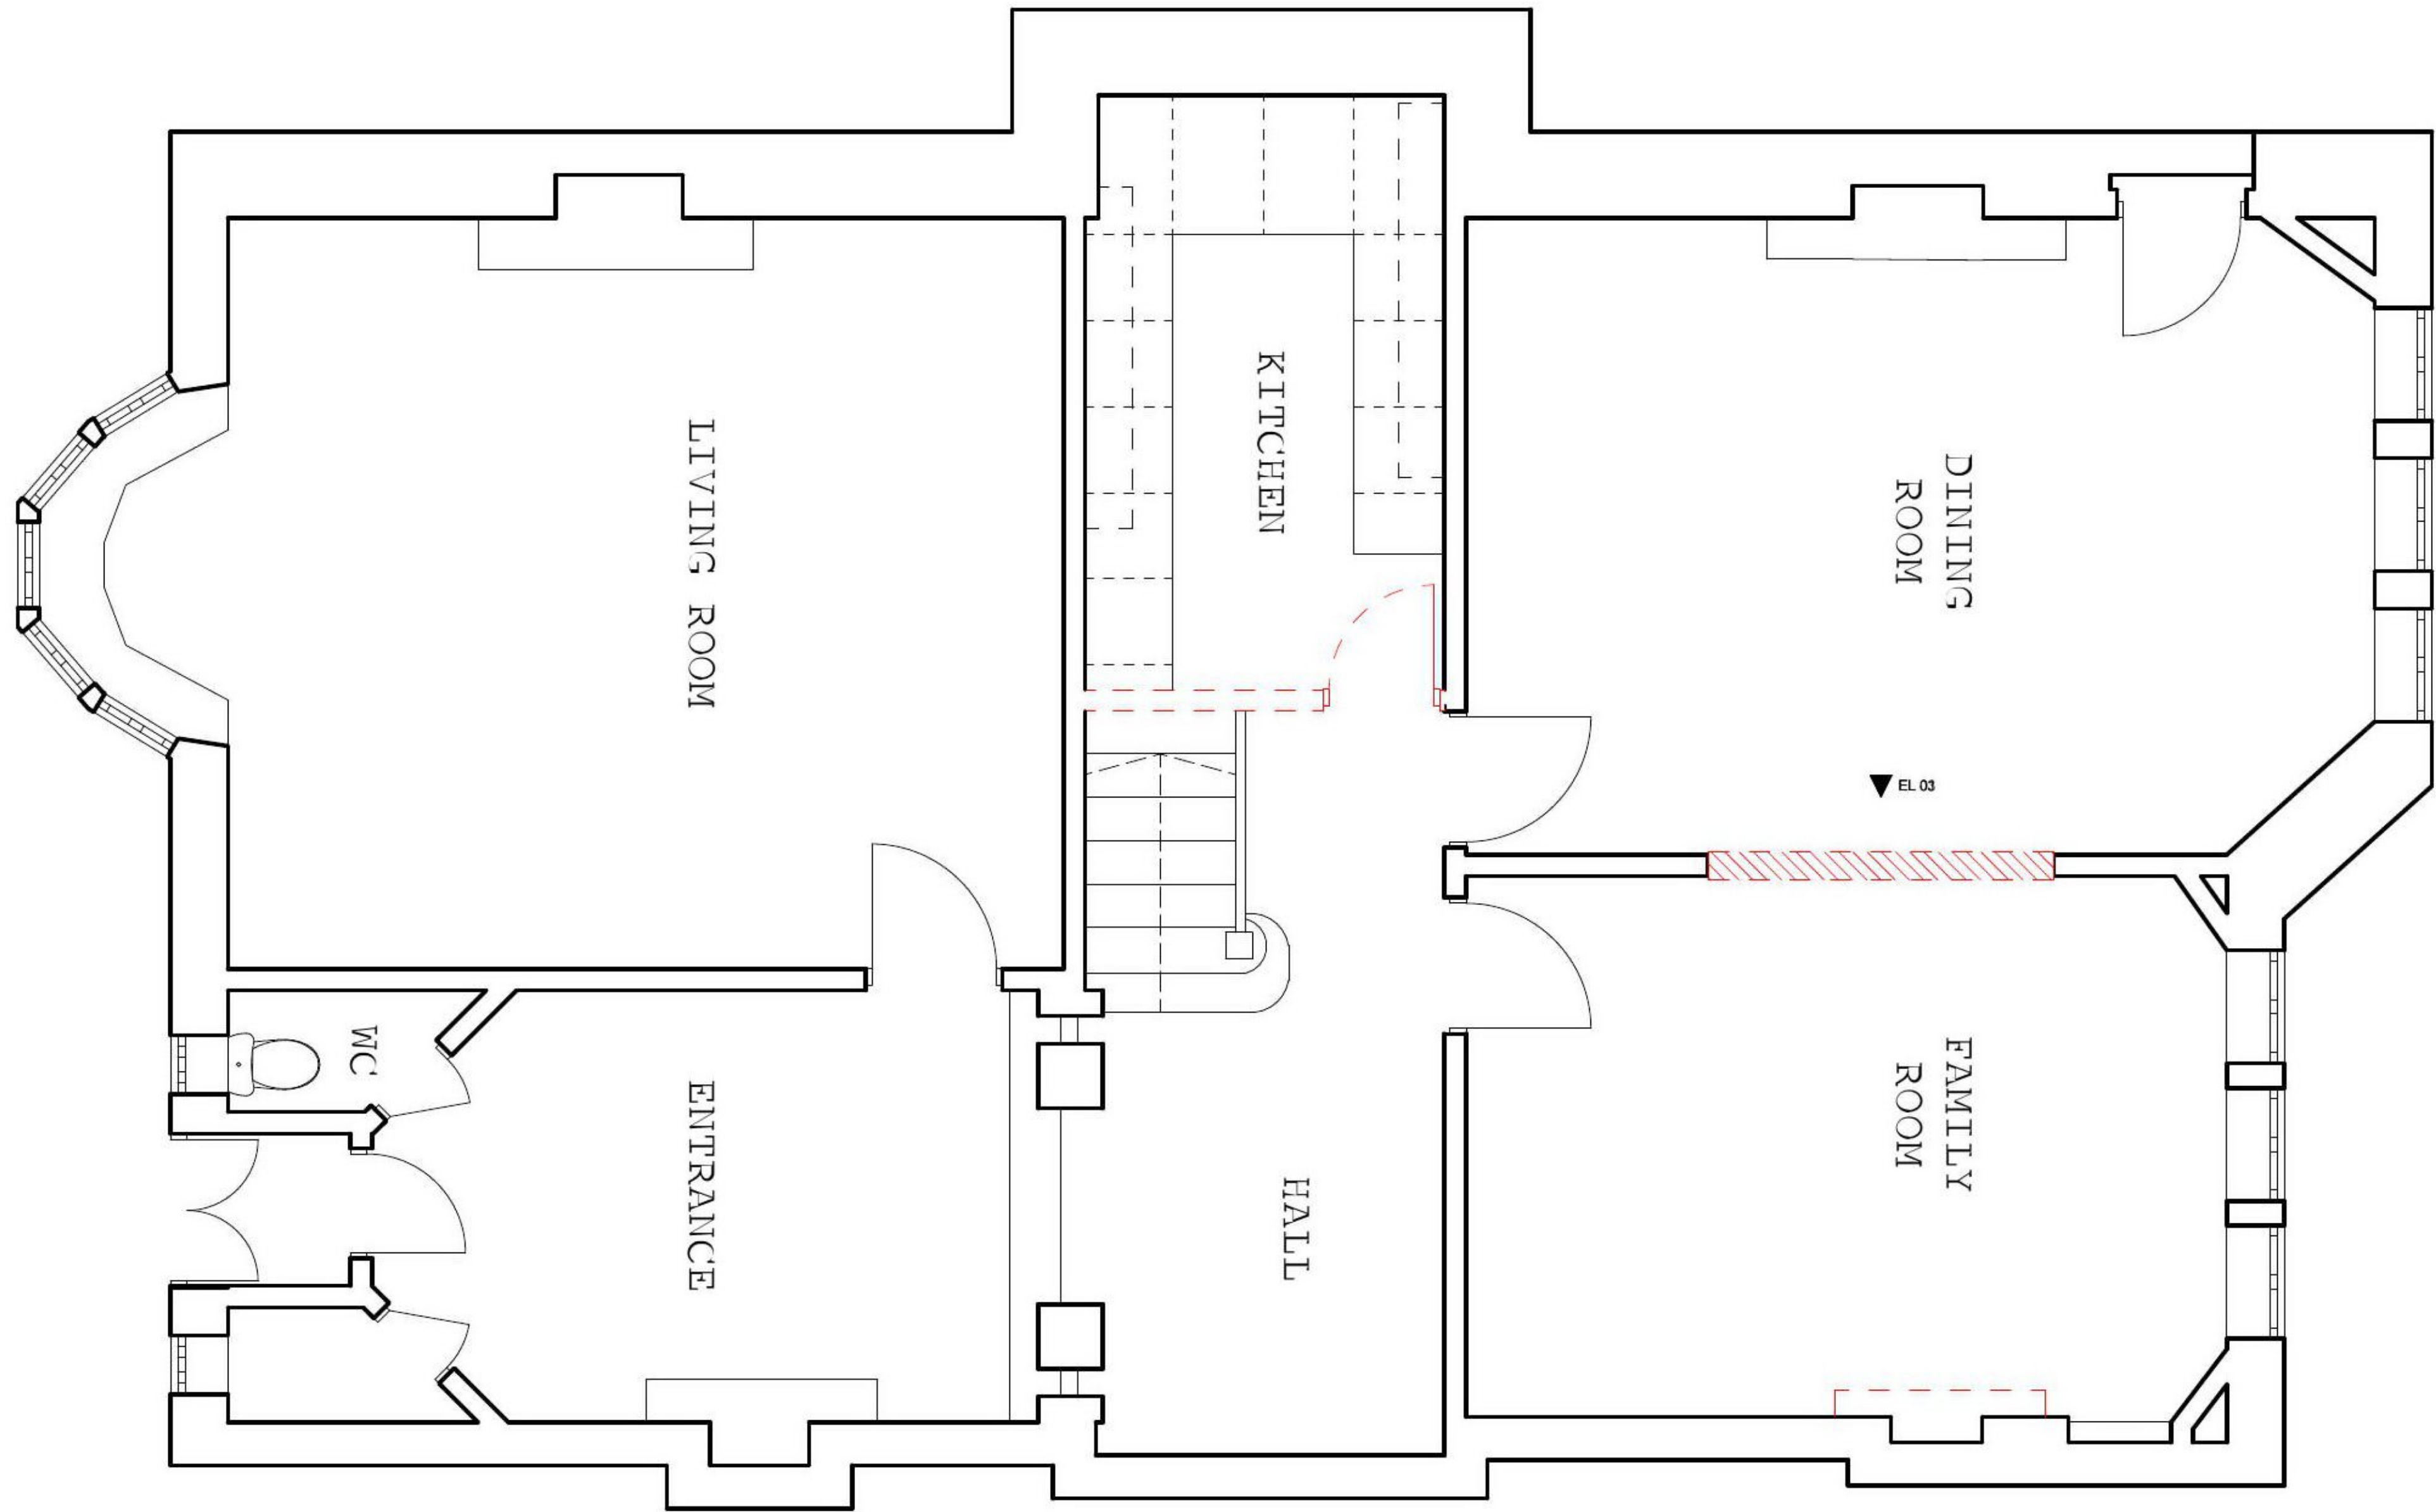 LIVING ROOM
KITCHEN
DINING
ROOM
EL 03
WC
ENTRANCE
HALL
FAMILY
ROOM